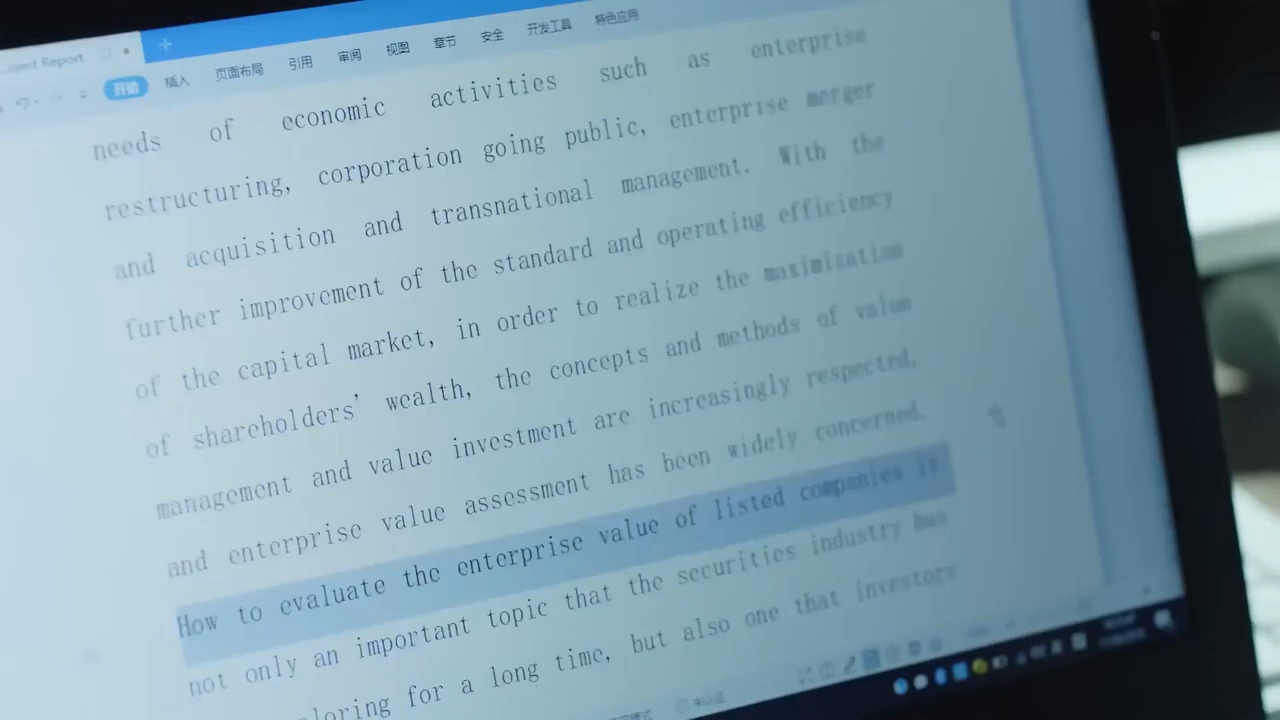 ject Report
开始 插入 页面布局 引用 审阅 视图 章节 安全 开发工具 特色应用
needs of economic activities such as enterprise
restructuring, corporation going public, enterprise merger
and acquisition and transnational management. With the
further improvement of the standard and operating efficiency
of the capital market, in order to realize the maximization
of shareholders' wealth, the concepts and methods of value
management and value investment are increasingly respected,
and enterprise value assessment has been widely concerned.
How to evaluate the enterprise value of listed companies is
not only an important topic that the securities industry has
loring for a long time, but also one that investors